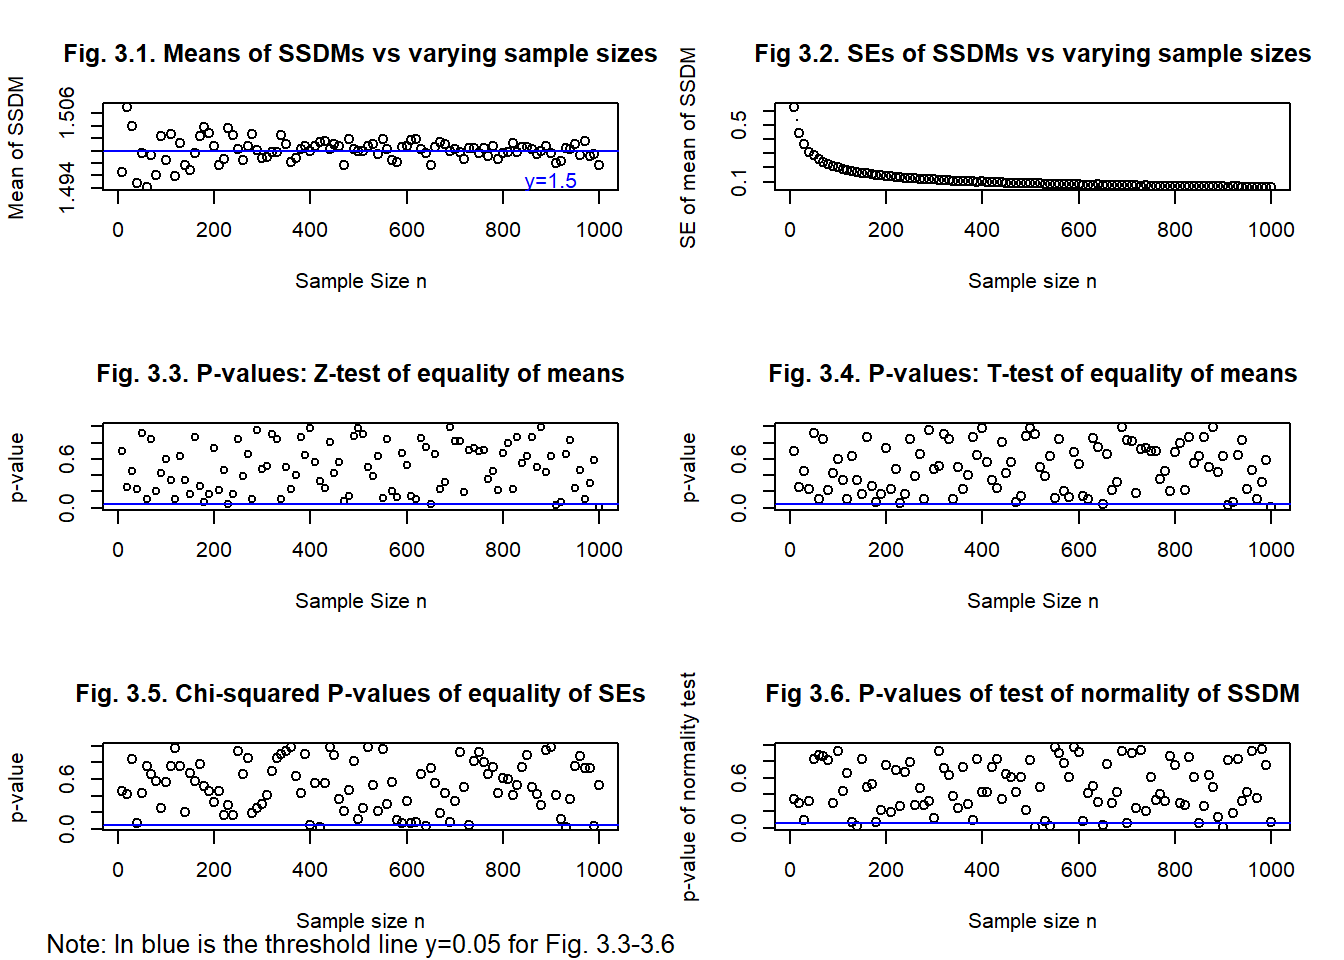 Fig. 3.1. Means of SSDMs vs varying sample sizes
Mean of SSDM
1.494 1.506
y=1.5
0 200 400 600 800 1000
Sample Size n
Fig 3.2. SEs of SSDMs vs varying sample sizes
SE of mean of SSDM
0.1 0.5
0 200 400 600 800 1000
Sample size n
Fig. 3.3. P-values: Z-test of equality of means
p-value
0.0 0.6
0 200 400 600 800 1000
Sample Size n
Fig. 3.4. P-values: T-test of equality of means
p-value
0.0 0.6
0 200 400 600 800 1000
Sample Size n
Fig. 3.5. Chi-squared P-values of equality of SEs
p-value
0.0 0.6
0 200 400 600 800 1000
Sample size n
Fig 3.6. P-values of test of normality of SSDM
p-value of normality test
0.0 0.6
0 200 400 600 800 1000
Sample size n
Note: In blue is the threshold line y=0.05 for Fig. 3.3-3.6